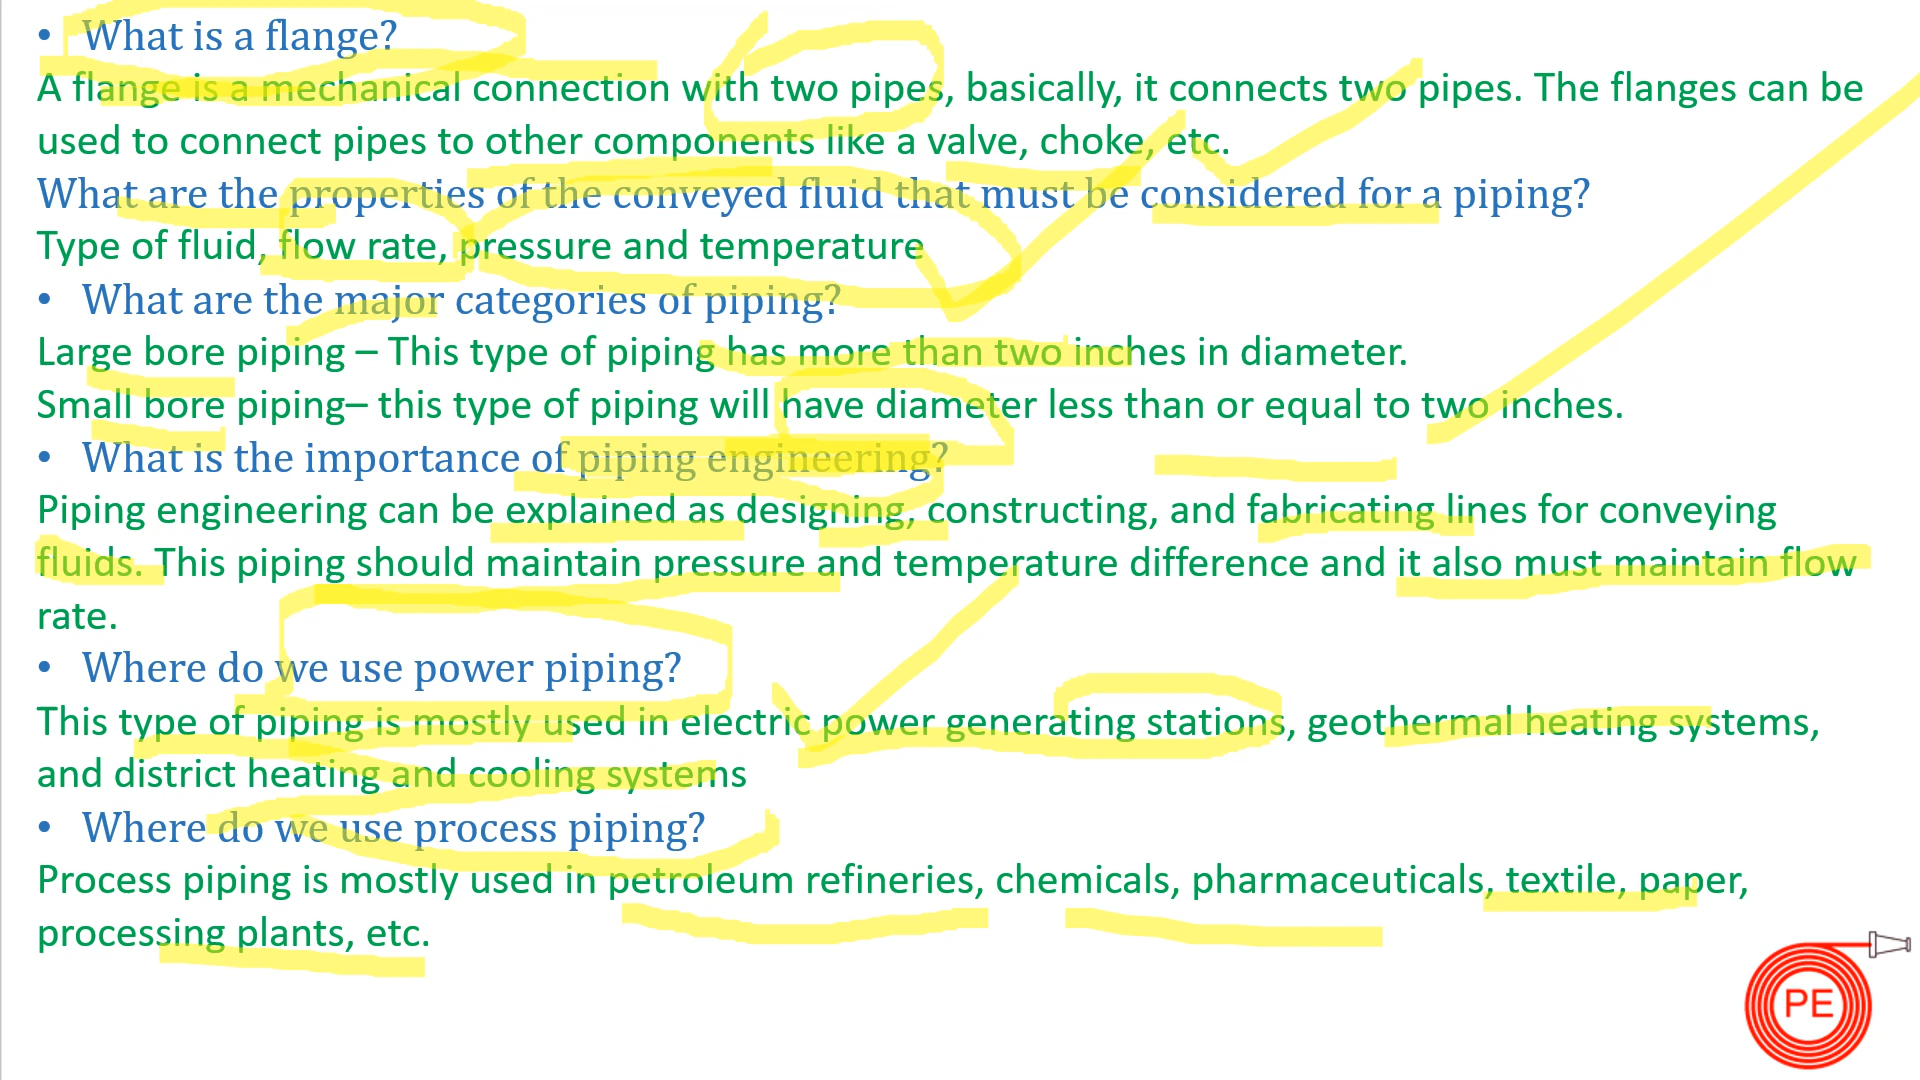 • What is a flange?
A flange is a mechanical connection with two pipes, basically, it connects two pipes. The flanges can be
used to connect pipes to other components like a valve, choke, etc.
What are the properties of the conveyed fluid that must be considered for a piping?
Type of fluid, flow rate, pressure and temperature
• What are the major categories of piping?
Large bore piping – This type of piping has more than two inches in diameter.
Small bore piping– this type of piping will have diameter less than or equal to two inches.
• What is the importance of piping engineering?
Piping engineering can be explained as designing, constructing, and fabricating lines for conveying
fluids. This piping should maintain pressure and temperature difference and it also must maintain flow
rate.
• Where do we use power piping?
This type of piping is mostly used in electric power generating stations, geothermal heating systems,
and district heating and cooling systems
• Where do we use process piping?
Process piping is mostly used in petroleum refineries, chemicals, pharmaceuticals, textile, paper,
processing plants, etc.
PE